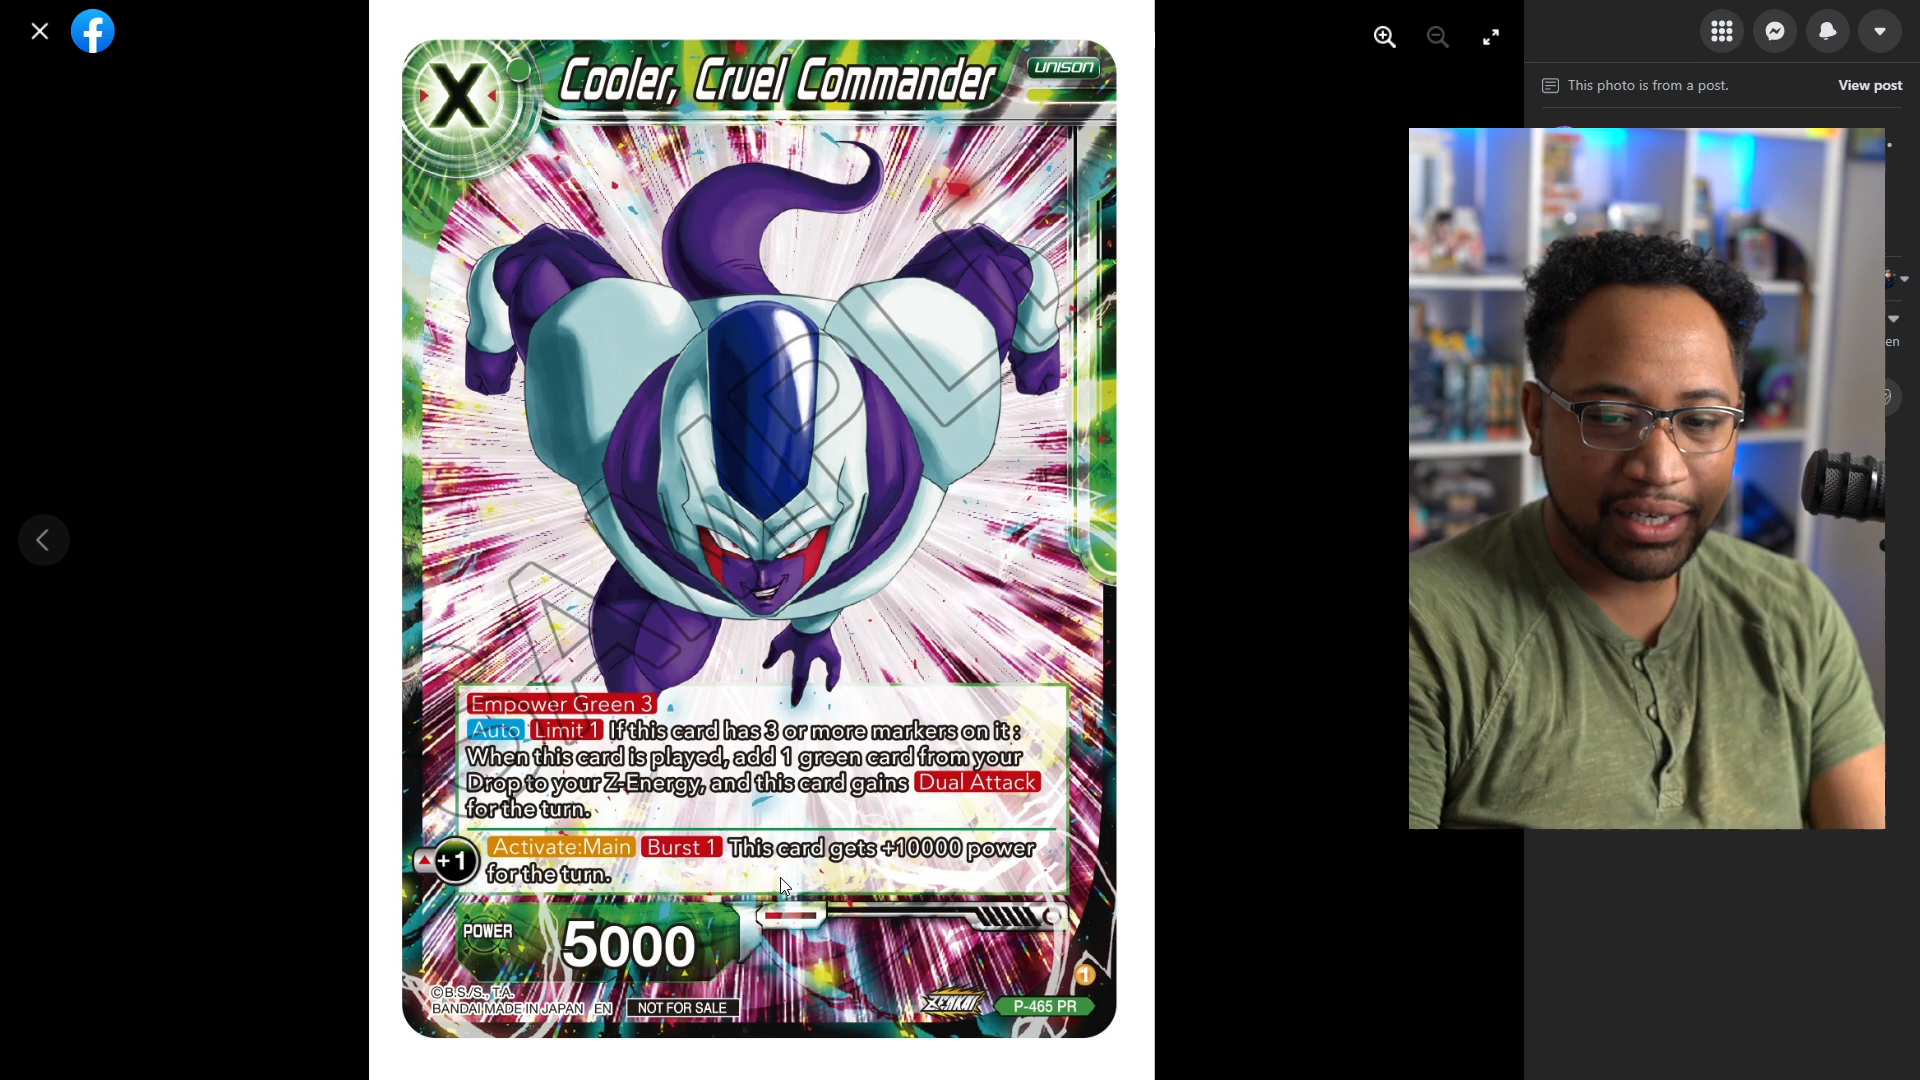 X
Cooler, Cruel Commander
UNISON
This photo is from a post.
View post
en
SAMPLE
Empower Green 3
Auto Limit 1 If this card has 3 or more markers on it :
When this card is played, add 1 green card from your
Drop to your Z-Energy, and this card gains Dual Attack
for the turn.
+1 Activate:Main Burst 1 This card gets +10000 power
for the turn.
POWER 5000
1
©B.S./S., T.A.
BANDAI MADE IN JAPAN EN NOT FOR SALE
ZENKAI
P-465 PR